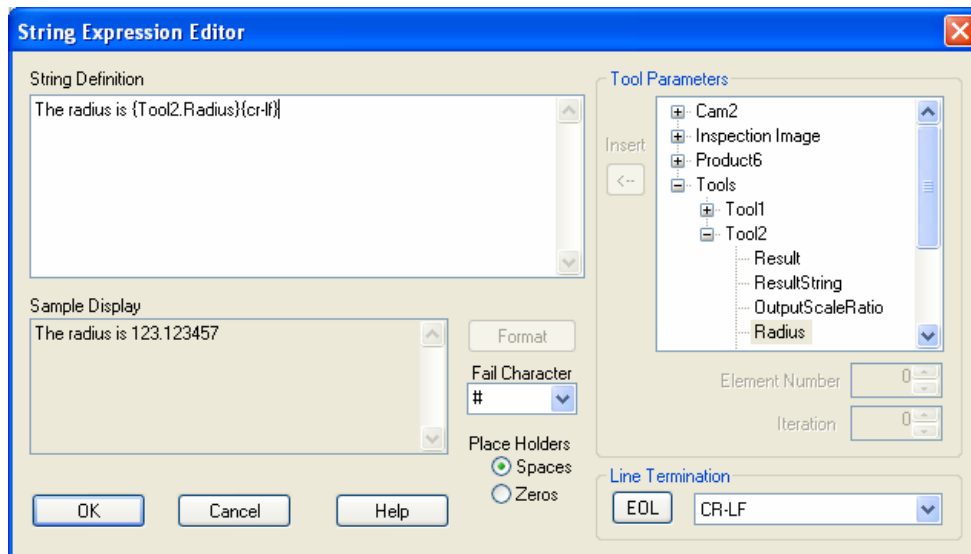 String Expression Editor
String Definition
The radius is {Tool2.Radius}{cr-lf}
Sample Display
The radius is 123.123457
Format
Fail Character
#
Place Holders
Spaces
Zeros
OK
Cancel
Help
Tool Parameters
Insert
<--
Cam2
Inspection Image
Product6
Tools
Tool1
Tool2
Result
ResultString
OutputScaleRatio
Radius
Element Number 0
Iteration 0
Line Termination
EOL CR-LF